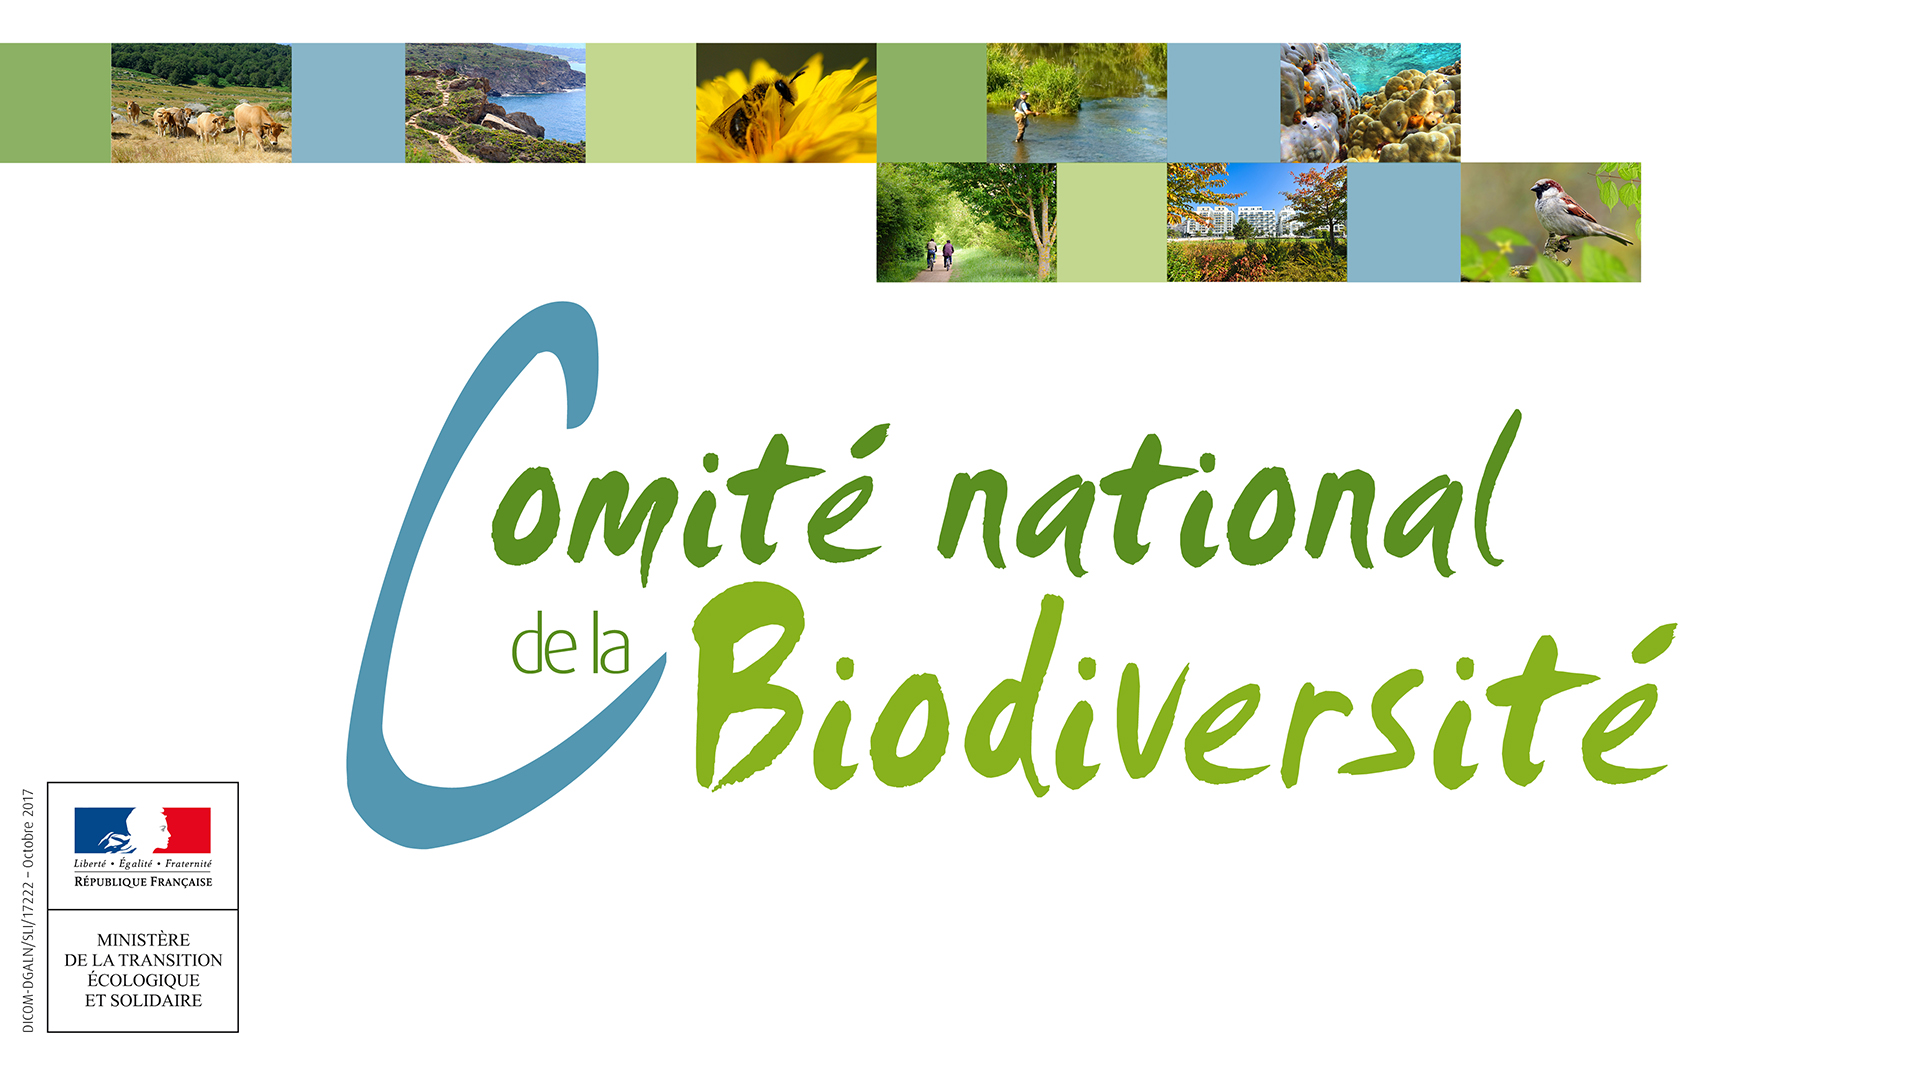 Comité national
de la Biodiversité
Liberté • Égalité • Fraternité
RÉPUBLIQUE FRANÇAISE
MINISTÈRE
DE LA TRANSITION
ÉCOLOGIQUE
ET SOLIDAIRE
DICOM-DGALN/SLI/17222 – Octobre 2017